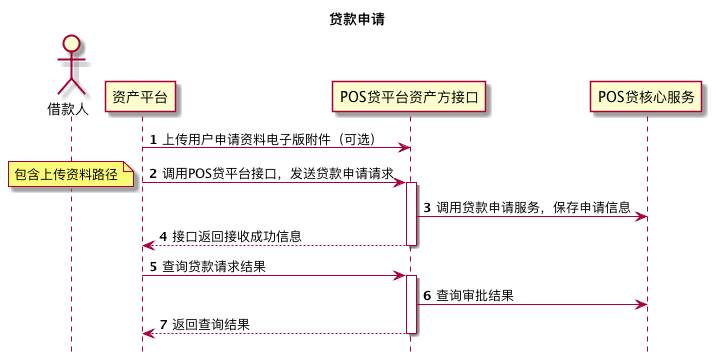 贷款申请
借款人
资产平台
POS贷平台资产方接口
POS贷核心服务
1 上传用户申请资料电子版附件（可选）
包含上传资料路径
2 调用POS贷平台接口，发送贷款申请请求
3 调用贷款申请服务，保存申请信息
4 接口返回接收成功信息
5 查询贷款请求结果
6 查询审批结果
7 返回查询结果